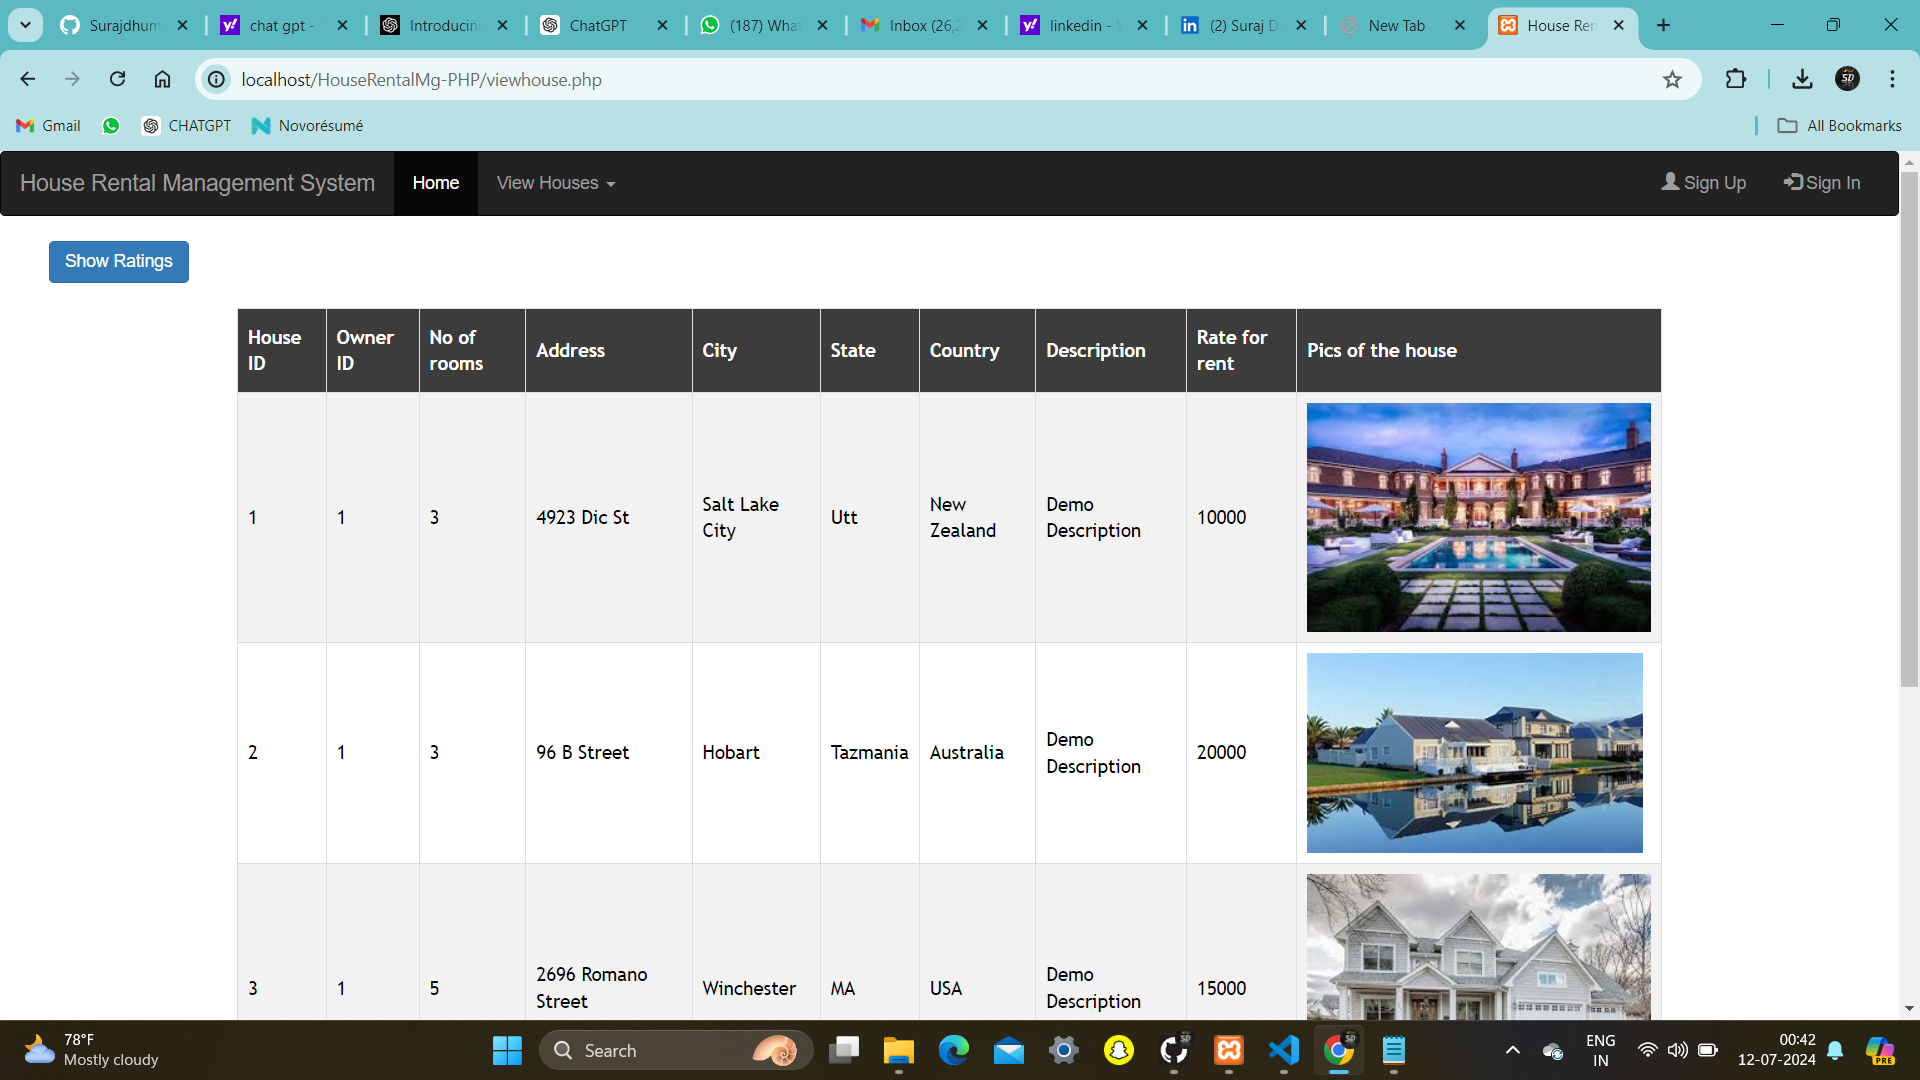 Surajdhum
chat gpt -
Introducin
ChatGPT
(187) What
Inbox (26,2
linkedin - Y
(2) Suraj D
New Tab
House Ren
localhost/HouseRentalMg-PHP/viewhouse.php
SD
Gmail
CHATGPT
Novorésumé
All Bookmarks
House Rental Management System
Home
View Houses
Sign Up
Sign In
Show Ratings
House ID Owner ID No of rooms Address City State Country Description Rate for rent Pics of the house
1 1 3 4923 Dic St Salt Lake City Utt New Zealand Demo Description 10000
2 1 3 96 B Street Hobart Tazmania Australia Demo Description 20000
3 1 5 2696 Romano Street Winchester MA USA Demo Description 15000
78°F
Mostly cloudy
Search
ENG
IN
00:42
12-07-2024
PRE